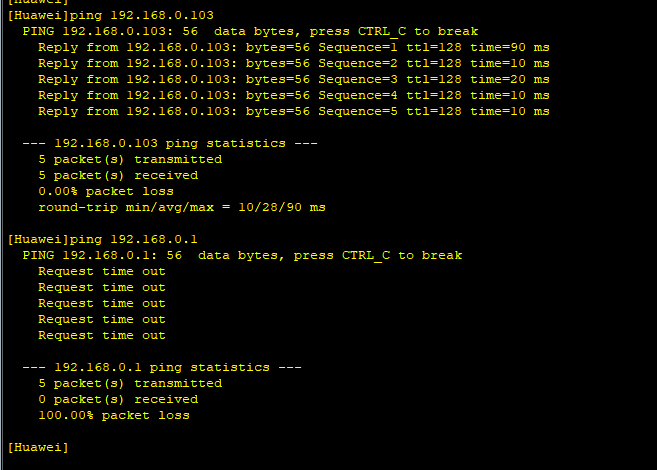 [Huawei]ping 192.168.0.103
PING 192.168.0.103: 56  data bytes, press CTRL_C to break
Reply from 192.168.0.103: bytes=56 Sequence=1 ttl=128 time=90 ms
Reply from 192.168.0.103: bytes=56 Sequence=2 ttl=128 time=10 ms
Reply from 192.168.0.103: bytes=56 Sequence=3 ttl=128 time=20 ms
Reply from 192.168.0.103: bytes=56 Sequence=4 ttl=128 time=10 ms
Reply from 192.168.0.103: bytes=56 Sequence=5 ttl=128 time=10 ms
--- 192.168.0.103 ping statistics ---
5 packet(s) transmitted
5 packet(s) received
0.00% packet loss
round-trip min/avg/max = 10/28/90 ms
[Huawei]ping 192.168.0.1
PING 192.168.0.1: 56  data bytes, press CTRL_C to break
Request time out
Request time out
Request time out
Request time out
Request time out
--- 192.168.0.1 ping statistics ---
5 packet(s) transmitted
0 packet(s) received
100.00% packet loss
[Huawei]